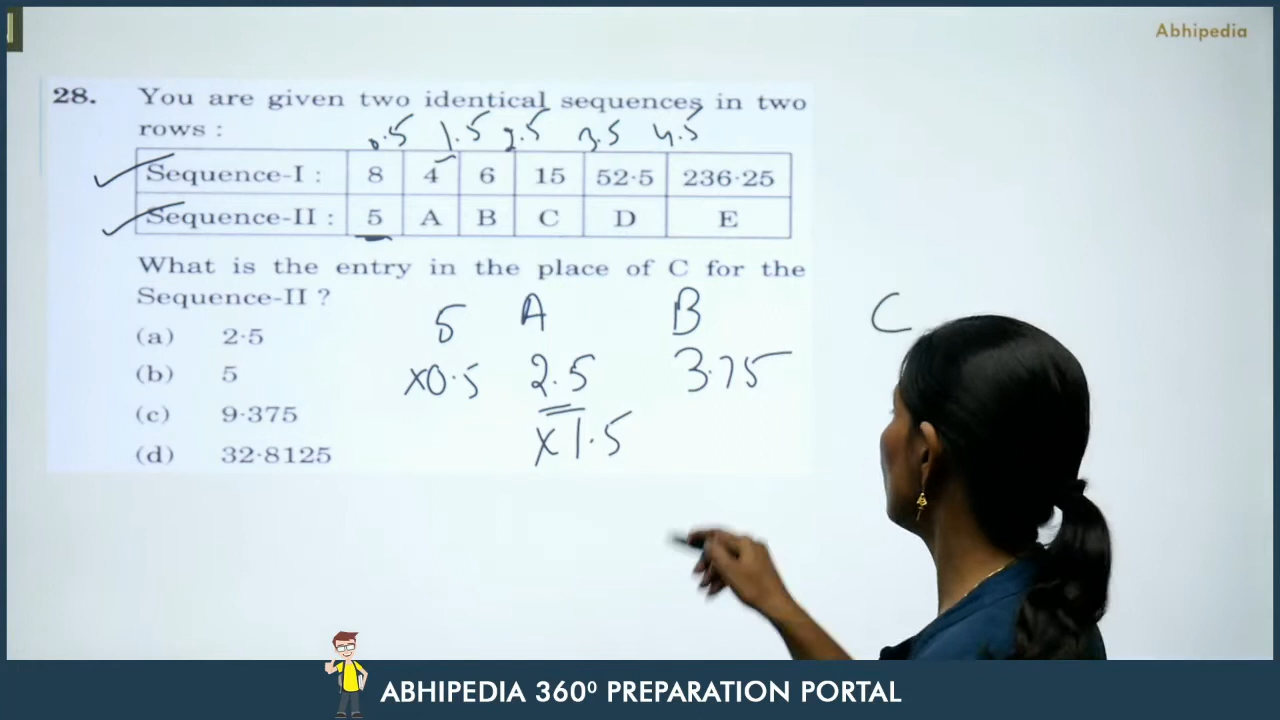 Abhipedia
28. You are given two identical sequences in two
rows :
0.5 1.5 2.5 3.5 4.5
Sequence-I : 8 4 6 15 52·5 236·25
Sequence-II : 5 A B C D E
What is the entry in the place of C for the
Sequence-II ?
(a) 2·5
(b) 5
(c) 9·375
(d) 32·8125
5 A B C
×0.5 2.5 3.75
×1.5
ABHIPEDIA 360⁰ PREPARATION PORTAL